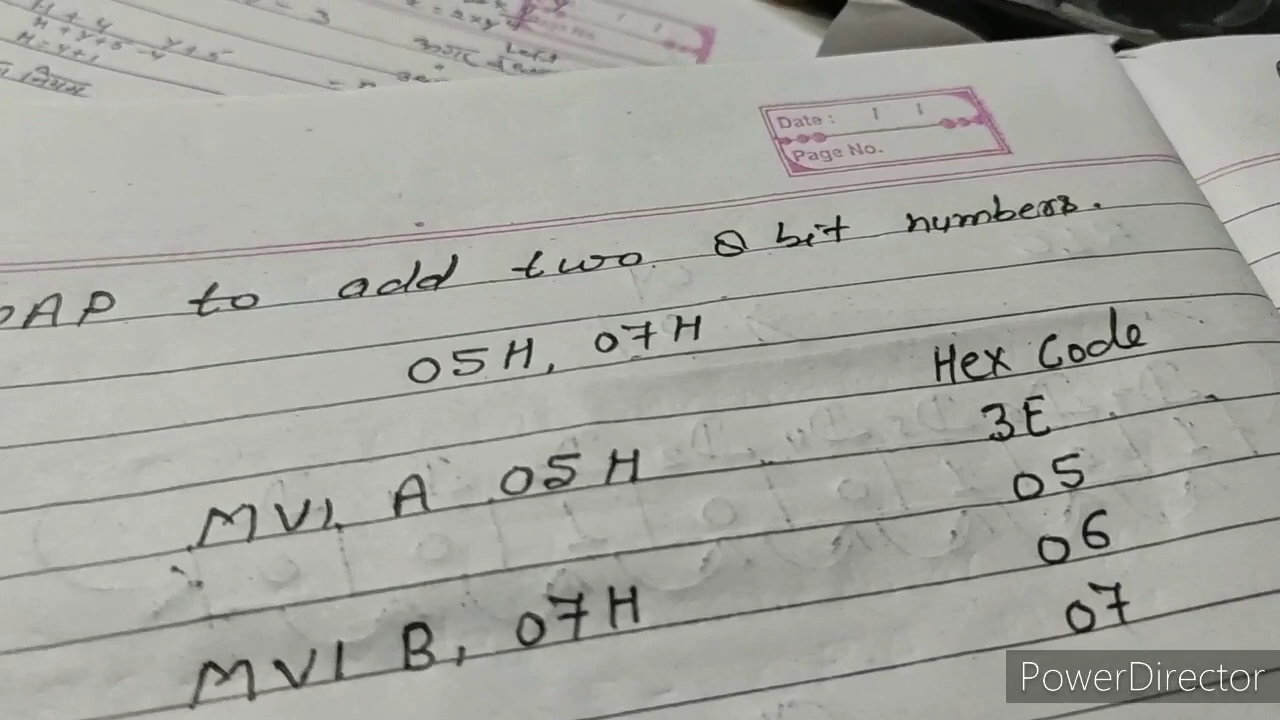 Date :
Page No.
AP to add two 8 bit numbers.
05H, 07H
Hex Code
3E
MVI A 05H
05
06
MVI B, 07H
07
PowerDirector